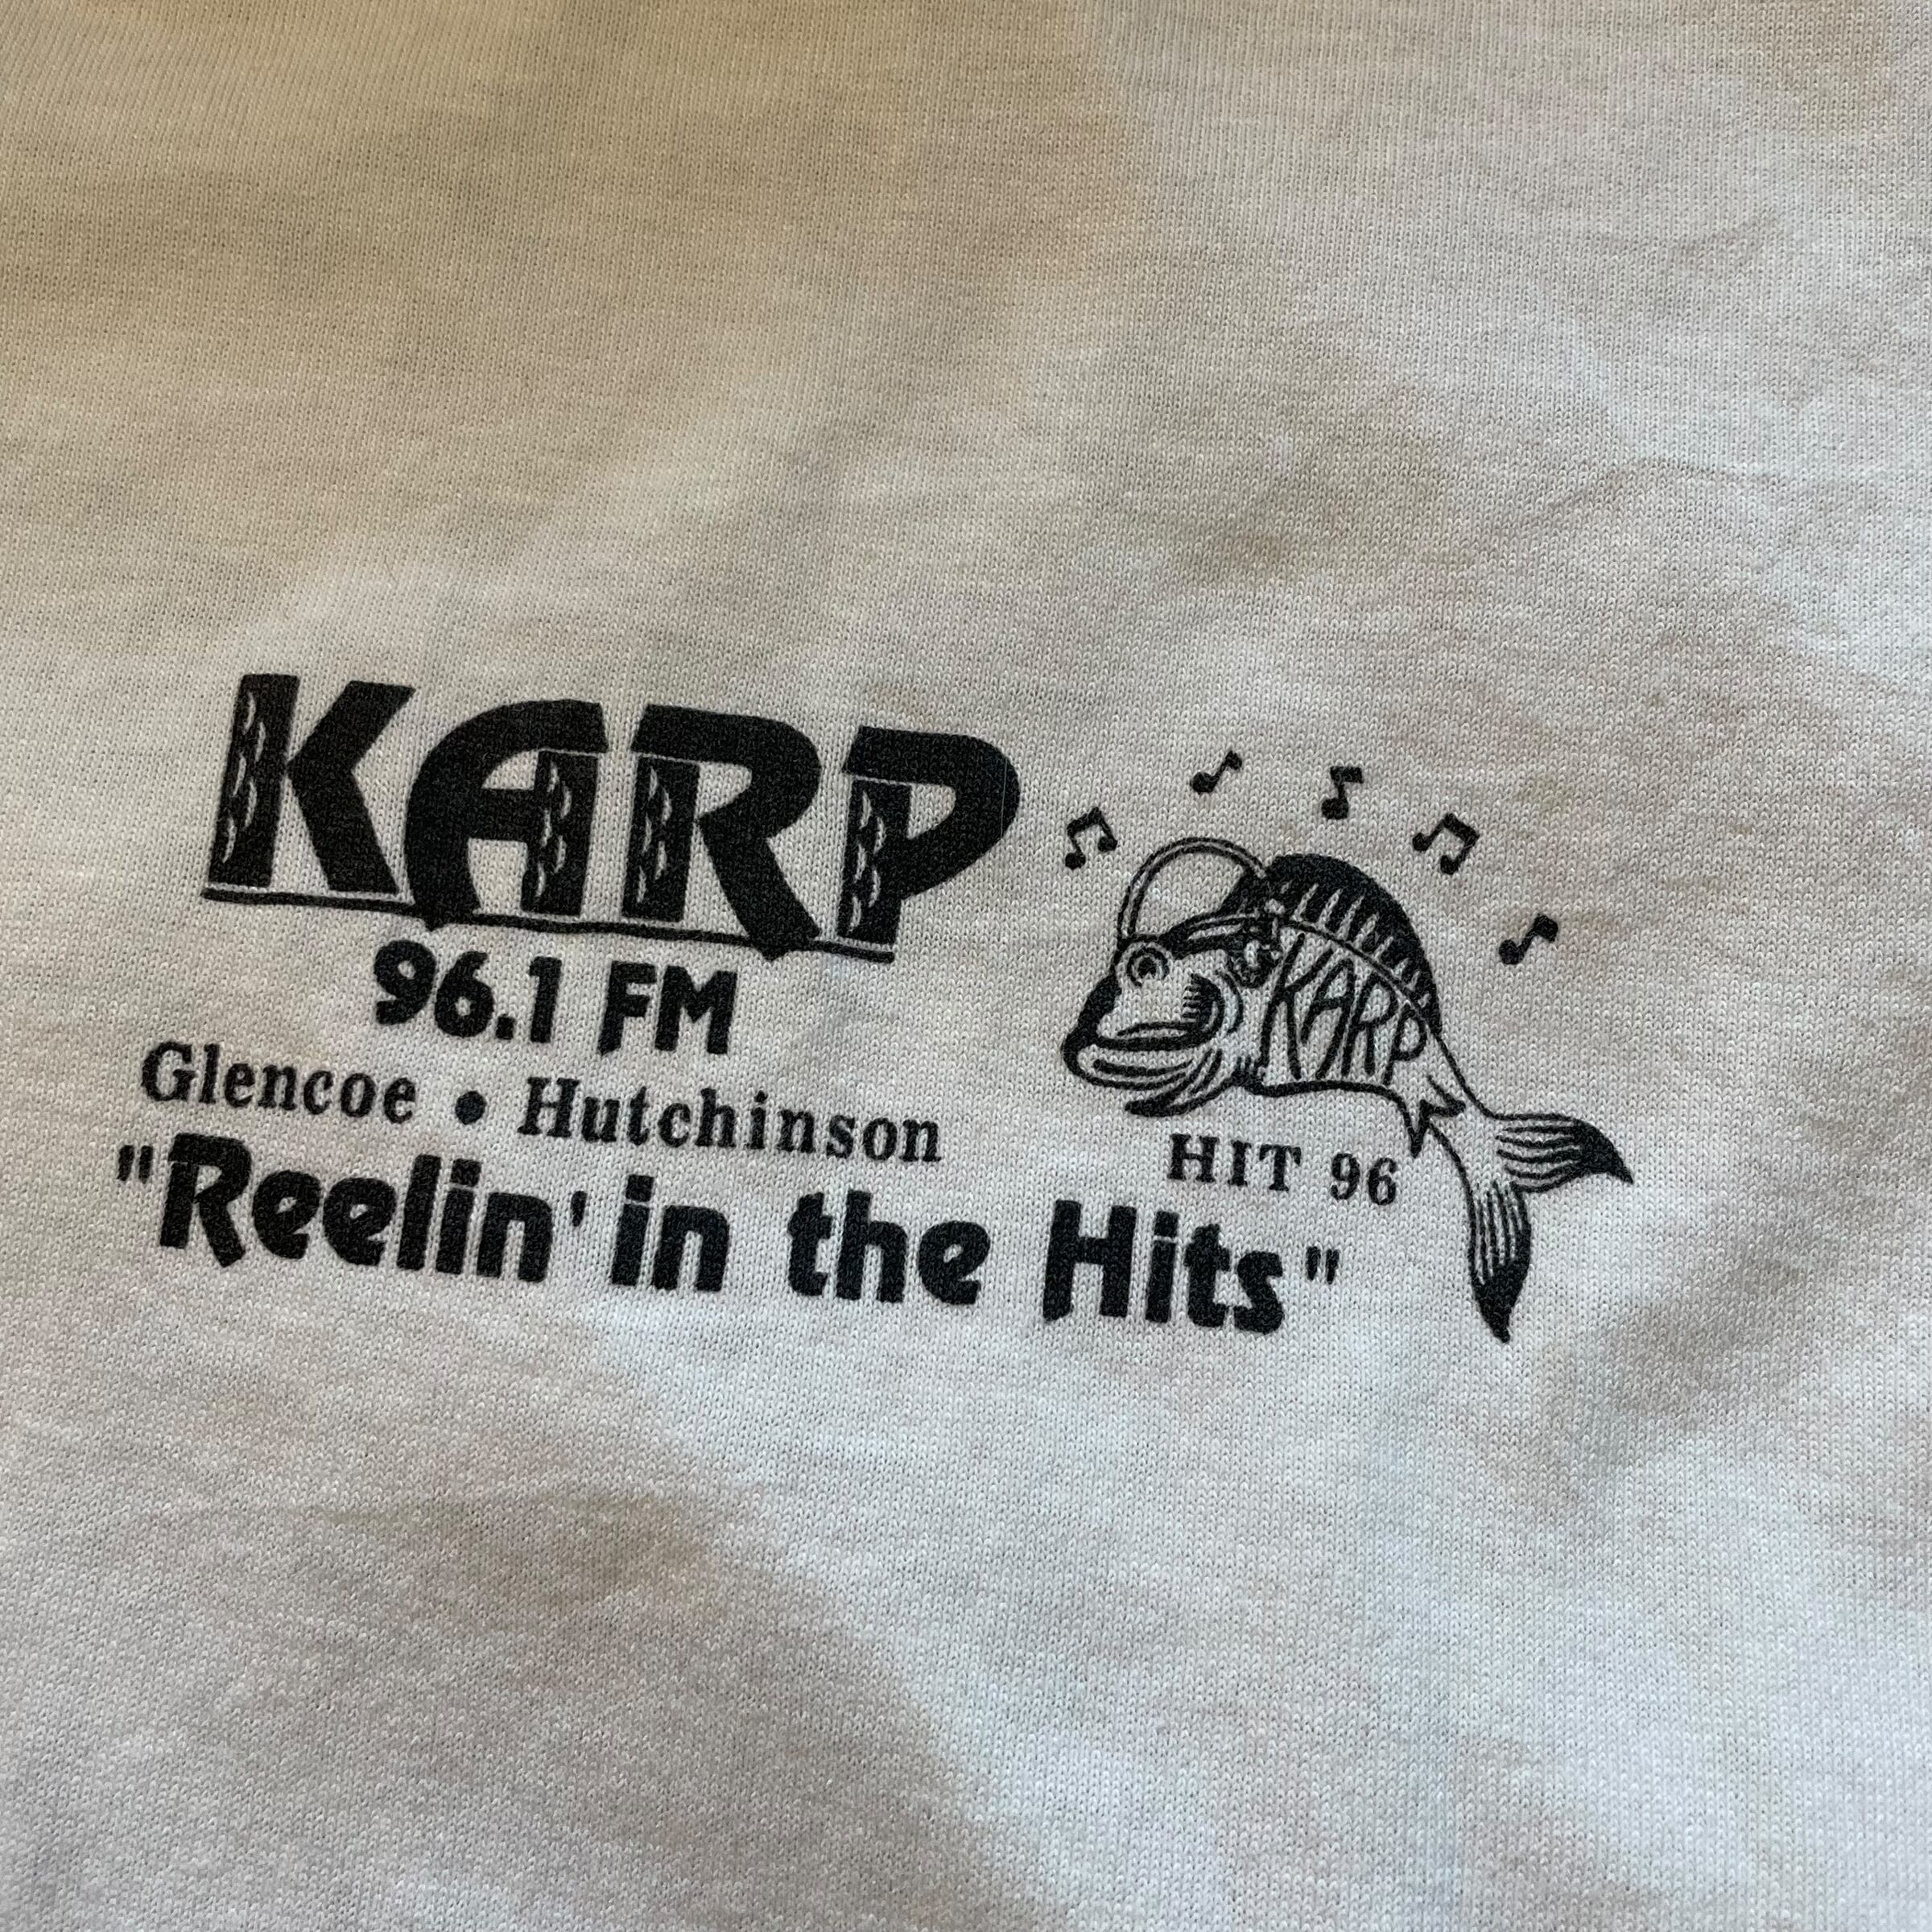 KARP
96.1 FM
Glencoe • Hutchinson
"Reelin' in the Hits"
KARP
HIT 96